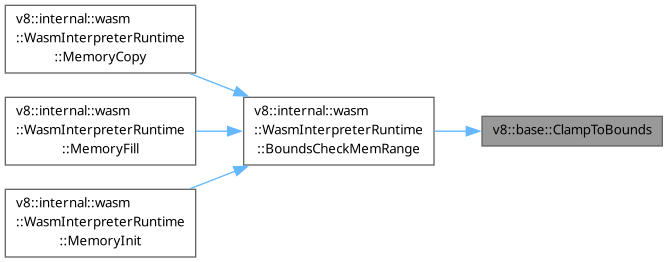 v8::internal::wasm
::WasmInterpreterRuntime
::MemoryCopy
v8::internal::wasm
::WasmInterpreterRuntime
::MemoryFill
v8::internal::wasm
::WasmInterpreterRuntime
::MemoryInit
v8::internal::wasm
::WasmInterpreterRuntime
::BoundsCheckMemRange
v8::base::ClampToBounds